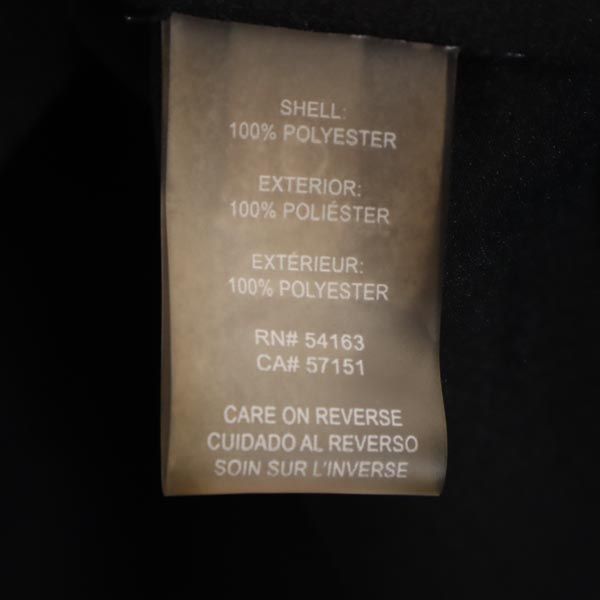 SHELL:
100% POLYESTER
EXTERIOR:
100% POLIÉSTER
EXTÉRIEUR:
100% POLYESTER
RN# 54163
CA# 57151
CARE ON REVERSE
CUIDADO AL REVERSO
SOIN SUR L'INVERSE